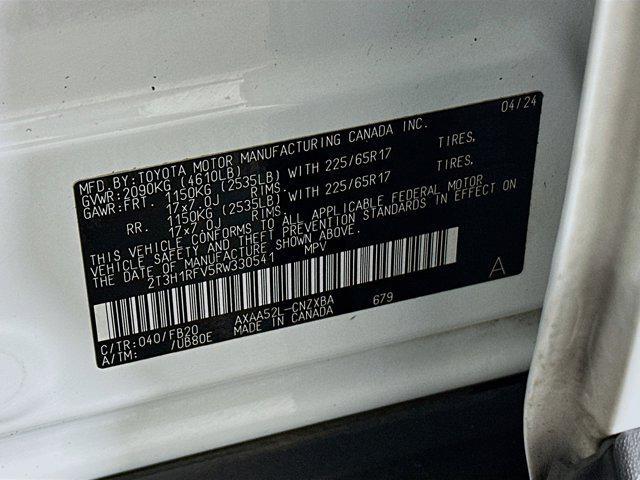 04/24
MFD. BY: TOYOTA MOTOR MANUFACTURING CANADA INC.
GVWR: 2090KG (4610LB)
GAWR: FRT. 1150KG (2535LB) WITH 225/65R17 TIRES,
17x7.0J RIMS.
RR. 1150KG (2535LB) WITH 225/65R17 TIRES,
17x7.0J RIMS.
THIS VEHICLE CONFORMS TO ALL APPLICABLE FEDERAL MOTOR
VEHICLE SAFETY AND THEFT PREVENTION STANDARDS IN EFFECT ON
THE DATE OF MANUFACTURE SHOWN ABOVE.
2T3H1RFV5RW330541 MPV
A
C/TR: 040/FB20 AXAA52L-CNZXBA 679
A/TM: /UB80E MADE IN CANADA